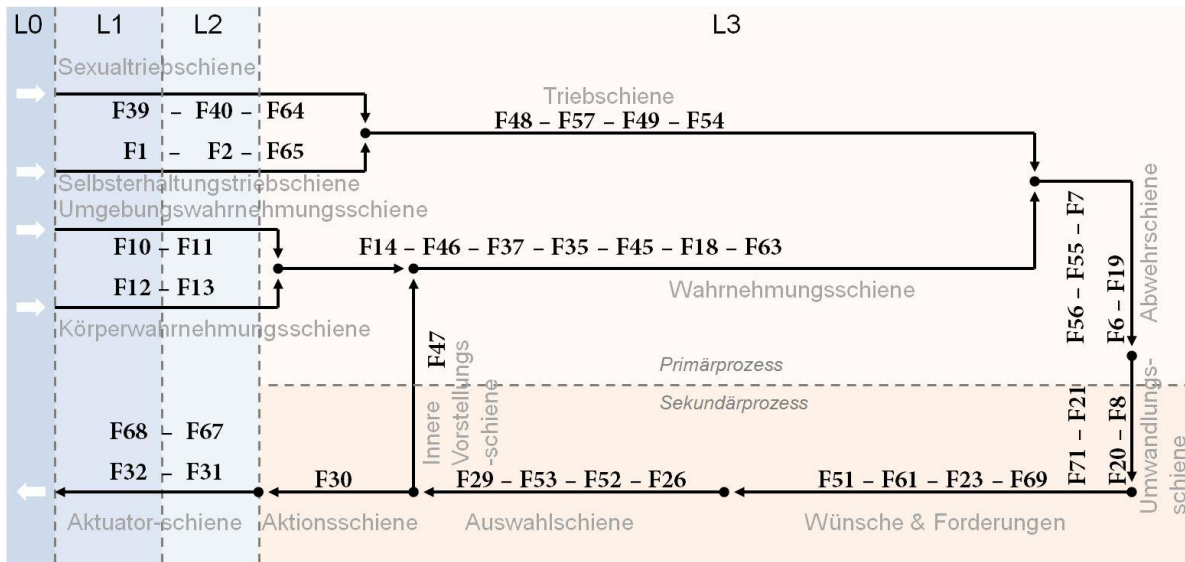 L0 L1 L2 L3
Sexualtriebschiene
F39 – F40 – F64
Triebschiene
F48 – F57 – F49 – F54
F1 - F2 - F65
Selbsterhaltungstriebschiene
Umgebungswahrnehmungsschiene
F10 – F11
F14 – F46 – F37 – F35 – F45 – F18 – F63
F12 – F13
Wahrnehmungsschiene
Körperwahrnehmungsschiene
F56 – F55 – F7
F6 – F19
Abwehrschiene
F47
Innere
Vorstellungs
-schiene
Primärprozess
Sekundärprozess
F71 – F21
F20 – F8
Umwandlungs-
schiene
F68 – F67
F32 – F31
F30
F29 – F53 – F52 – F26
F51 – F61 – F23 – F69
Aktuator-schiene
Aktionsschiene
Auswahlschiene
Wünsche & Forderungen